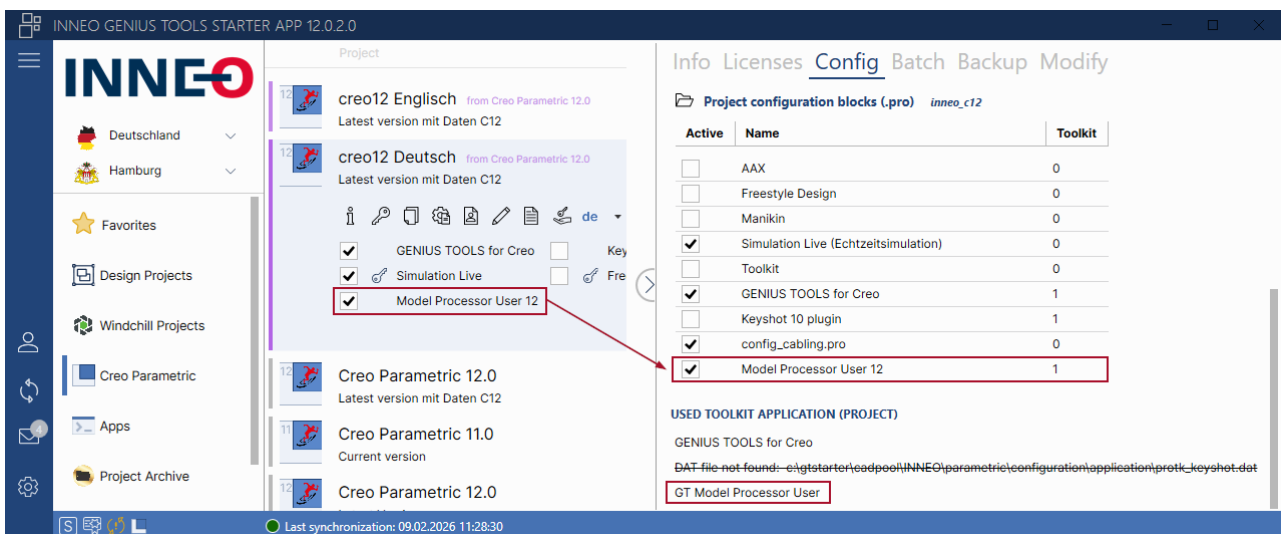 INNEO GENIUS TOOLS STARTER APP 12.0.2.0
INNEO
Deutschland
Hamburg
Favorites
Design Projects
Windchill Projects
Creo Parametric
Apps
Project Archive
4
Project
12
creo12 Englisch from Creo Parametric 12.0
Latest version mit Daten C12
12
creo12 Deutsch from Creo Parametric 12.0
Latest version mit Daten C12
de
GENIUS TOOLS for Creo Key
Simulation Live Fre
Model Processor User 12
12
Creo Parametric 12.0
Latest version mit Daten C12
11
Creo Parametric 11.0
Current version
12
Creo Parametric 12.0
Info Licenses Config Batch Backup Modify
Project configuration blocks (.pro) inneo_c12
Active Name Toolkit
AAX 0
Freestyle Design 0
Manikin 0
Simulation Live (Echtzeitsimulation) 0
Toolkit 0
GENIUS TOOLS for Creo 1
Keyshot 10 plugin 1
config_cabling.pro 0
Model Processor User 12 1
USED TOOLKIT APPLICATION (PROJECT)
GENIUS TOOLS for Creo
DAT file not found: c:\gtstarter\cadpool\INNEO\parametric\configuration\application\protk_keyshot.dat
GT Model Processor User
S
Last synchronization: 09.02.2026 11:28:30